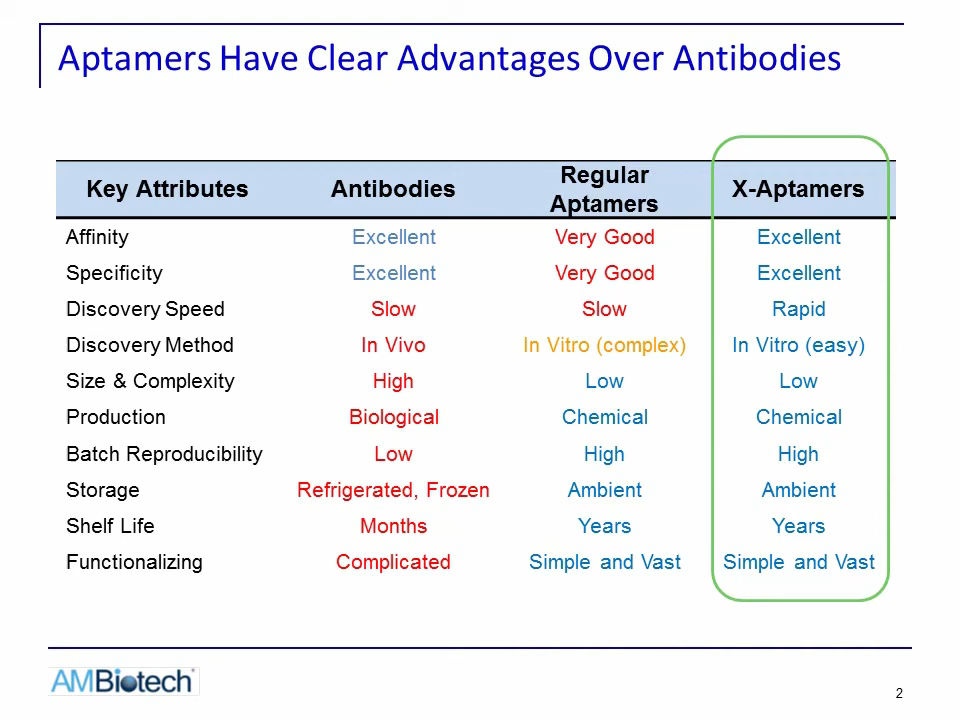 Aptamers Have Clear Advantages Over Antibodies
Key Attributes Antibodies Regular Aptamers X-Aptamers
Affinity Excellent Very Good Excellent
Specificity Excellent Very Good Excellent
Discovery Speed Slow Slow Rapid
Discovery Method In Vivo In Vitro (complex) In Vitro (easy)
Size & Complexity High Low Low
Production Biological Chemical Chemical
Batch Reproducibility Low High High
Storage Refrigerated, Frozen Ambient Ambient
Shelf Life Months Years Years
Functionalizing Complicated Simple and Vast Simple and Vast
AMBiotech
2